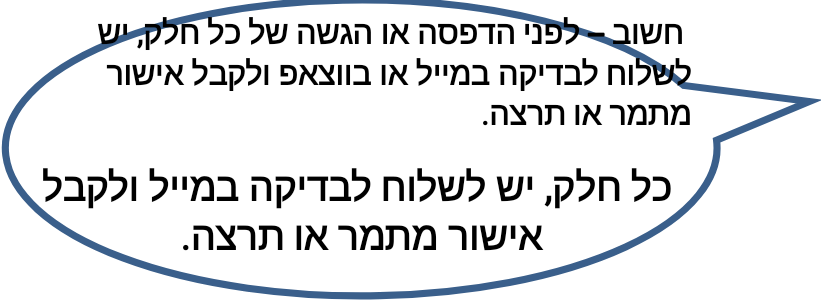 חשוב – לפני הדפסה או הגשה של כל חלק, יש
לשלוח לבדיקה במייל או בווצאפ ולקבל אישור
מתמר או תרצה.
כל חלק, יש לשלוח לבדיקה במייל ולקבל
אישור מתמר או תרצה.